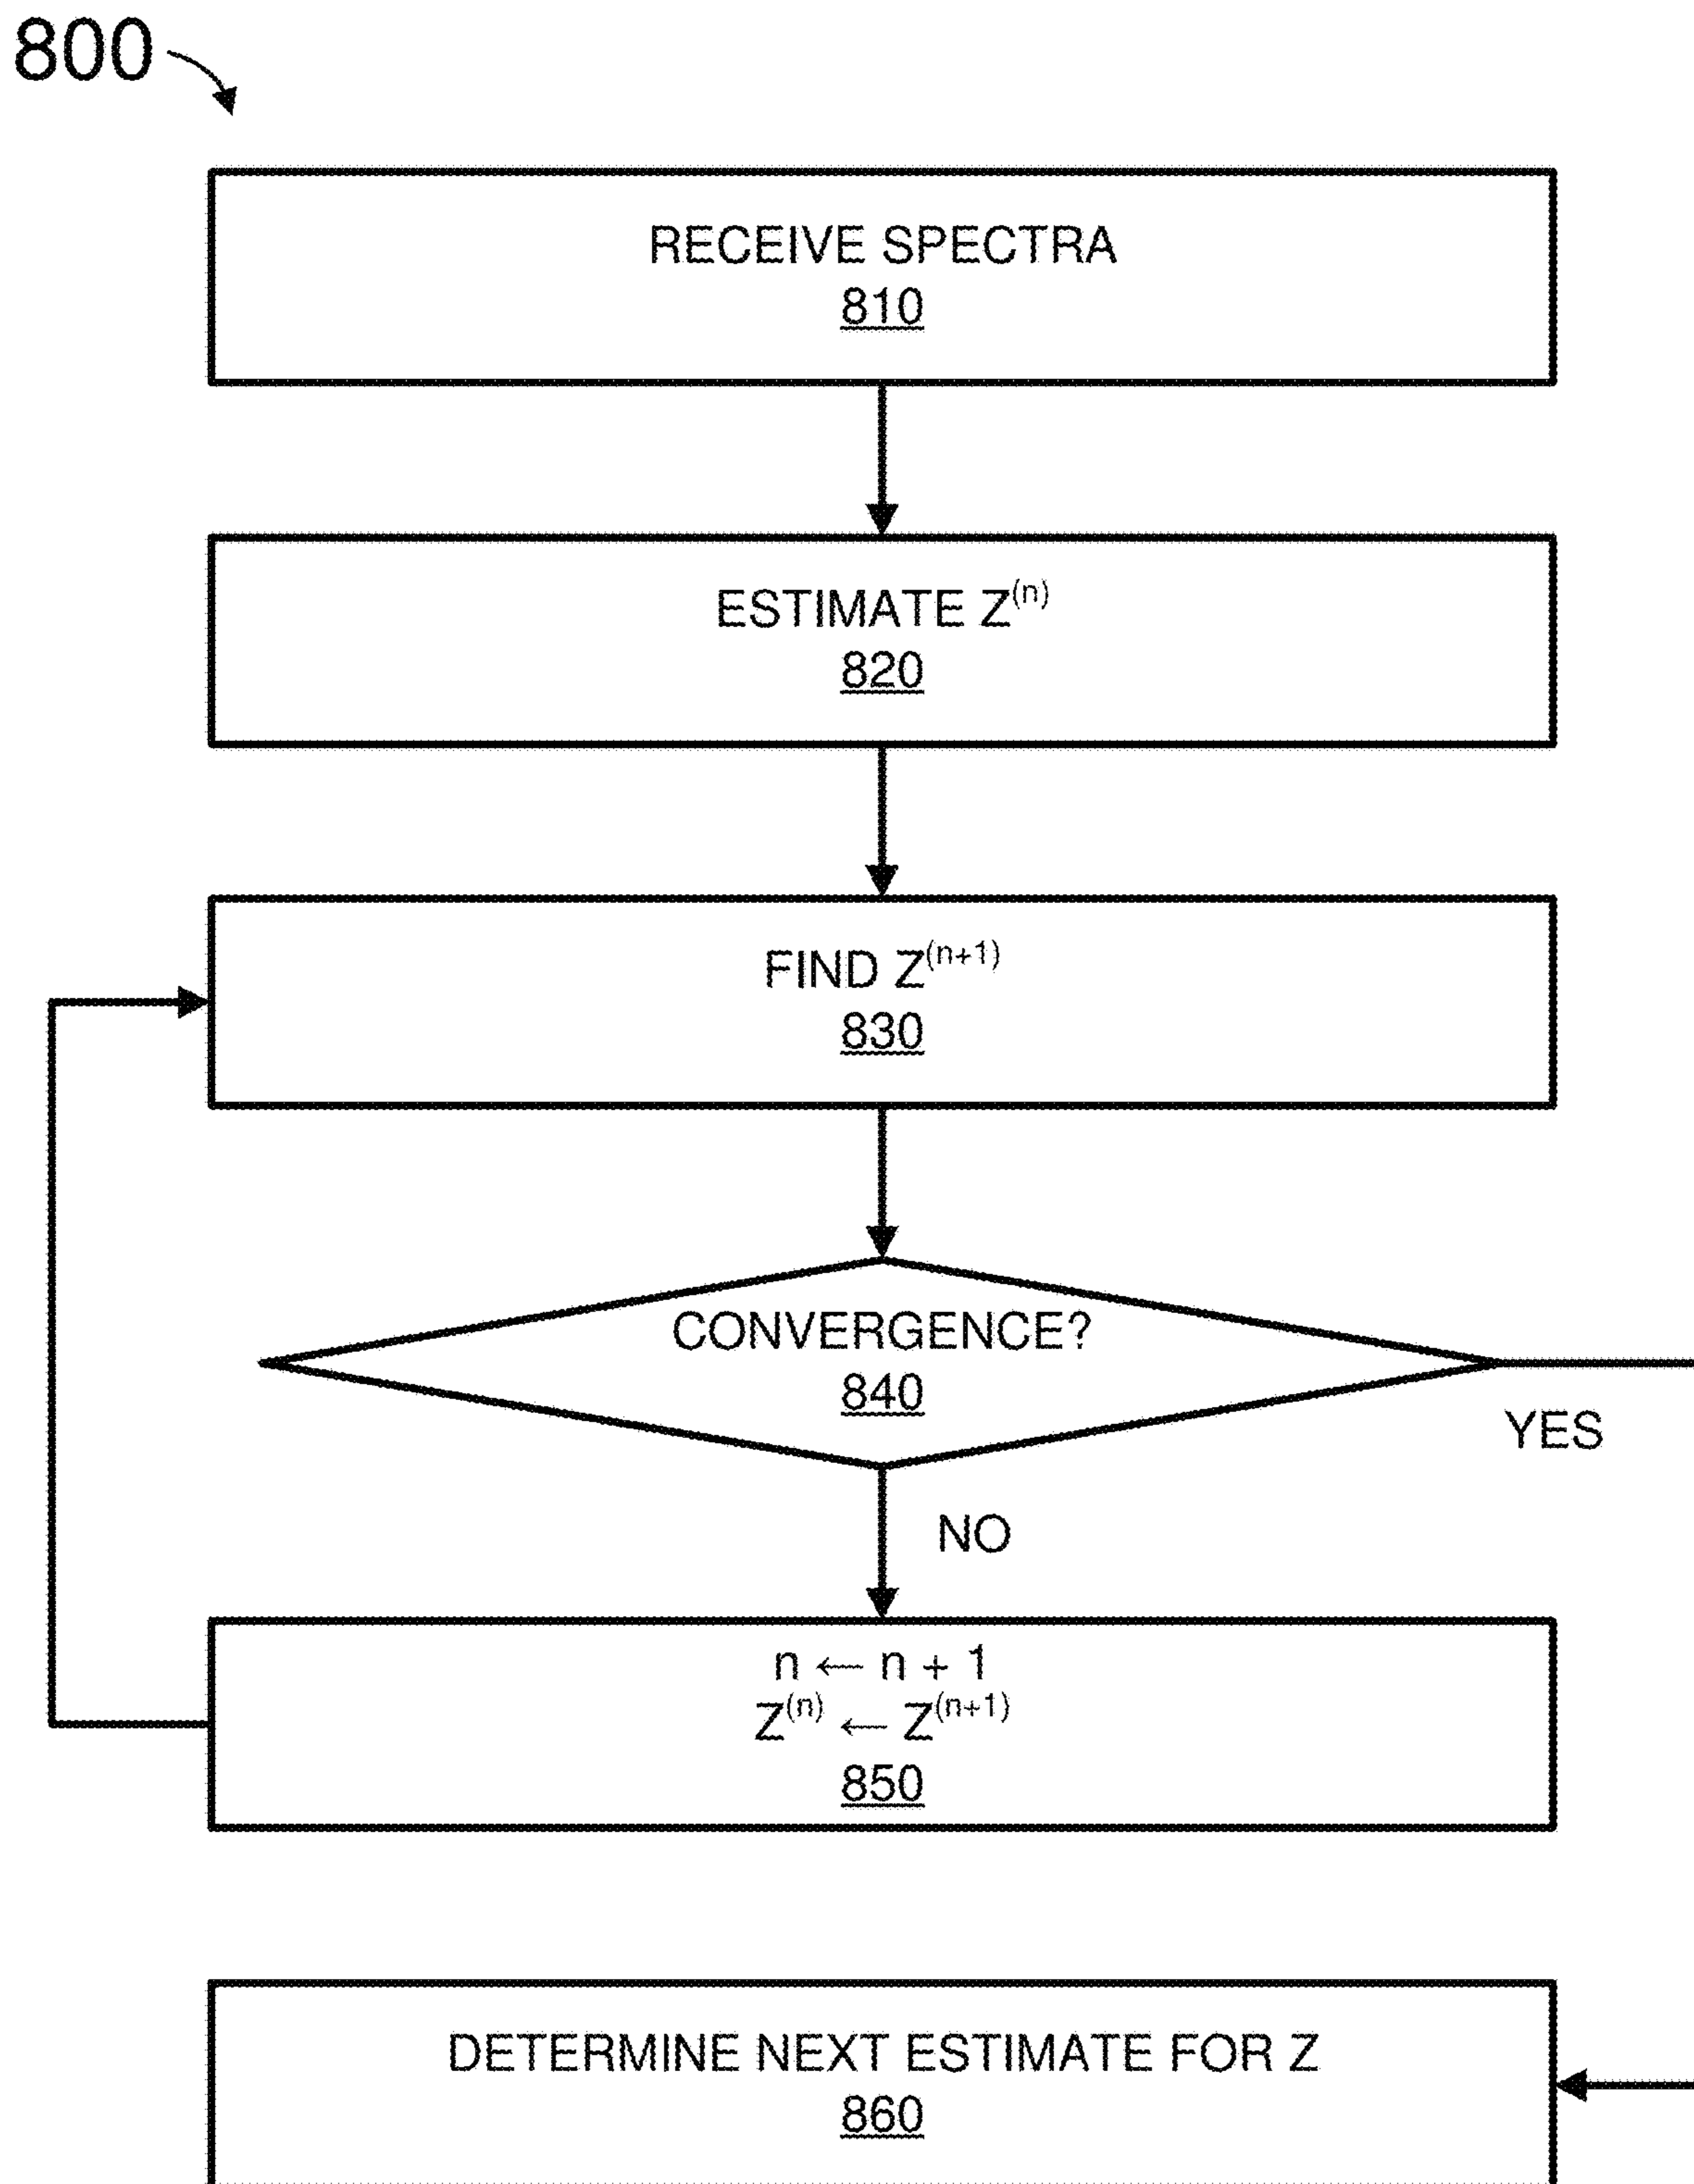 800
RECEIVE SPECTRA
810
ESTIMATE Z^(n)
820
FIND Z^(n+1)
830
CONVERGENCE?
840
YES
NO
n ← n + 1
Z^(n) ← Z^(n+1)
850
DETERMINE NEXT ESTIMATE FOR Z
860